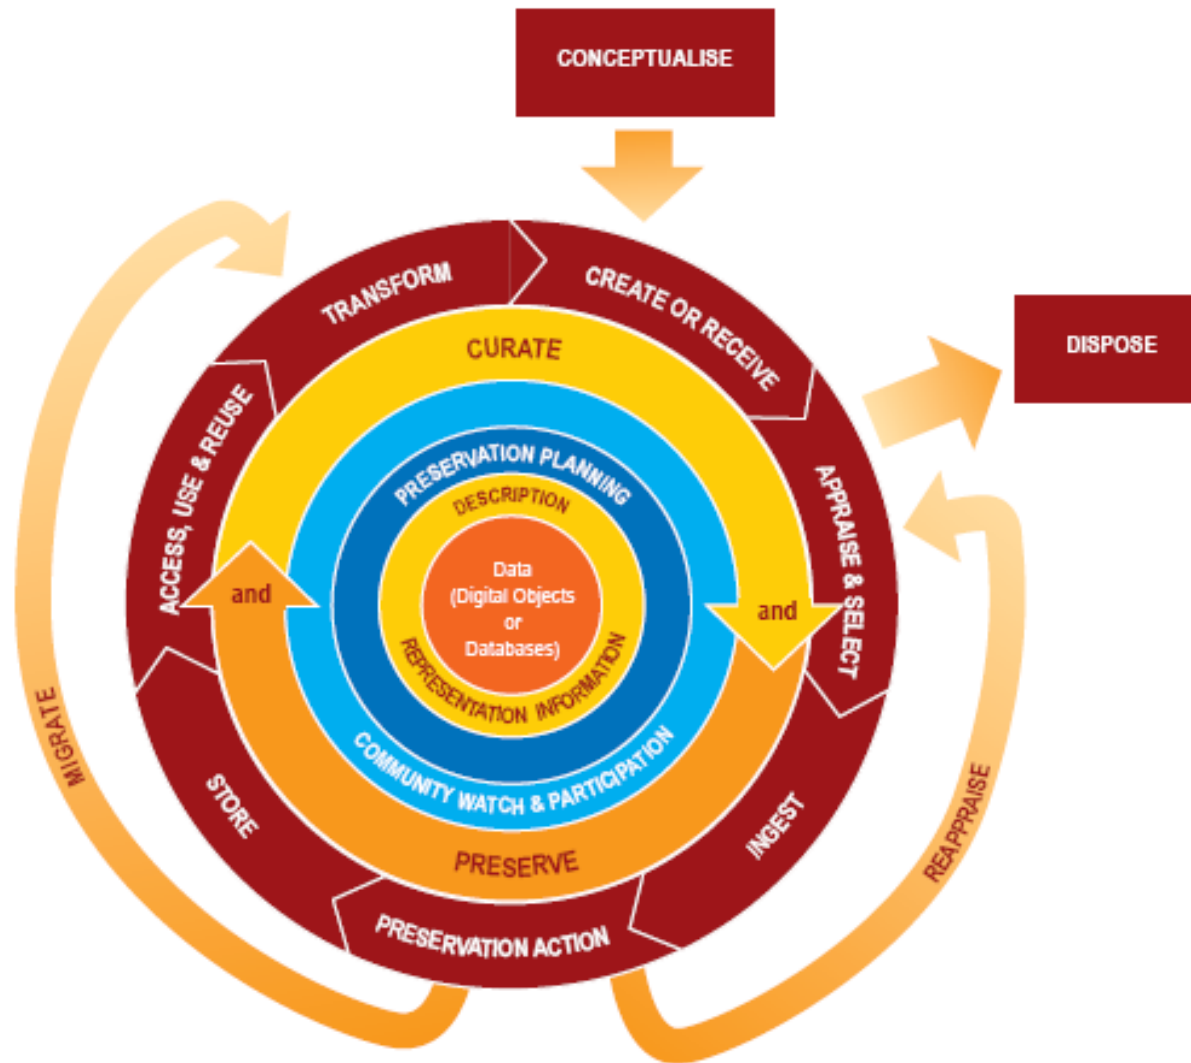 CONCEPTUALISE
TRANSFORM
CREATE OR RECEIVE
DISPOSE
CURATE
ACCESS, USE & REUSE
APPRAISE & SELECT
PRESERVATION PLANNING
DESCRIPTION
Data
(Digital Objects
or
Databases)
and
and
REPRESENTATION INFORMATION
COMMUNITY WATCH & PARTICIPATION
MIGRATE
STORE
PRESERVE
INGEST
REAPPRAISE
PRESERVATION ACTION